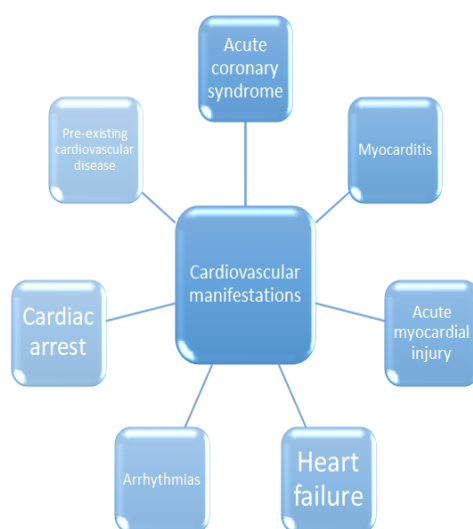 Acute
coronary
syndrome
Pre-existing
cardiovascular
disease
Myocarditis
Cardiovascular
manifestations
Cardiac
arrest
Acute
myocardial
injury
Arrhythmias
Heart
failure